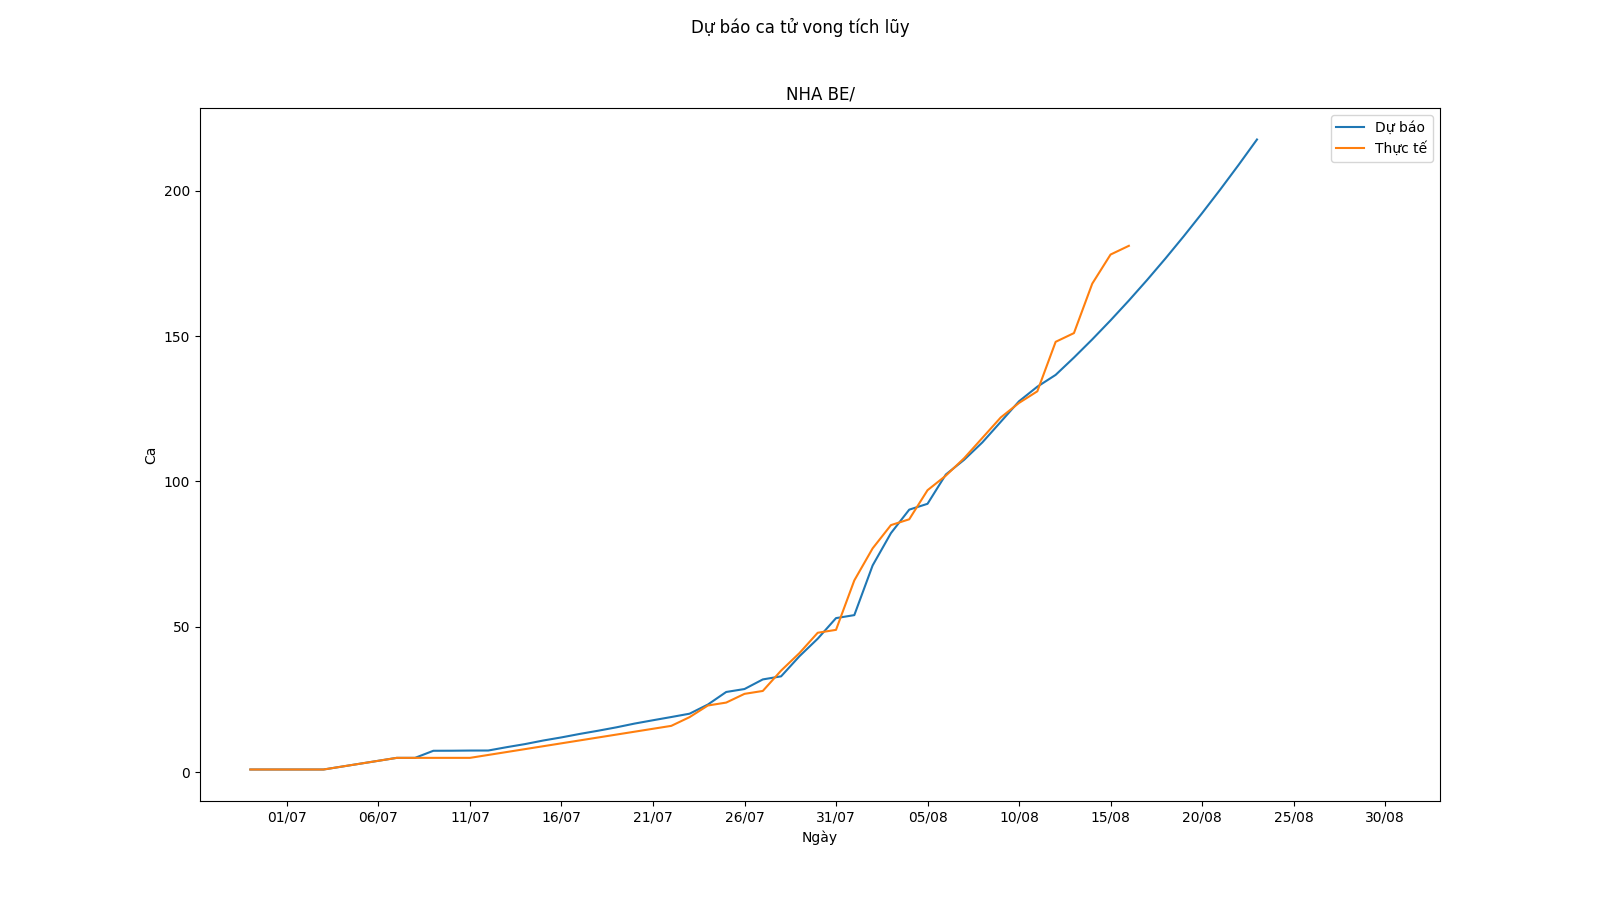 Dự báo ca tử vong tích lũy
NHA BE/
Dự báo
Thực tế
200
150
100
50
0
Ca
01/07 06/07 11/07 16/07 21/07 26/07 31/07 05/08 10/08 15/08 20/08 25/08 30/08
Ngày